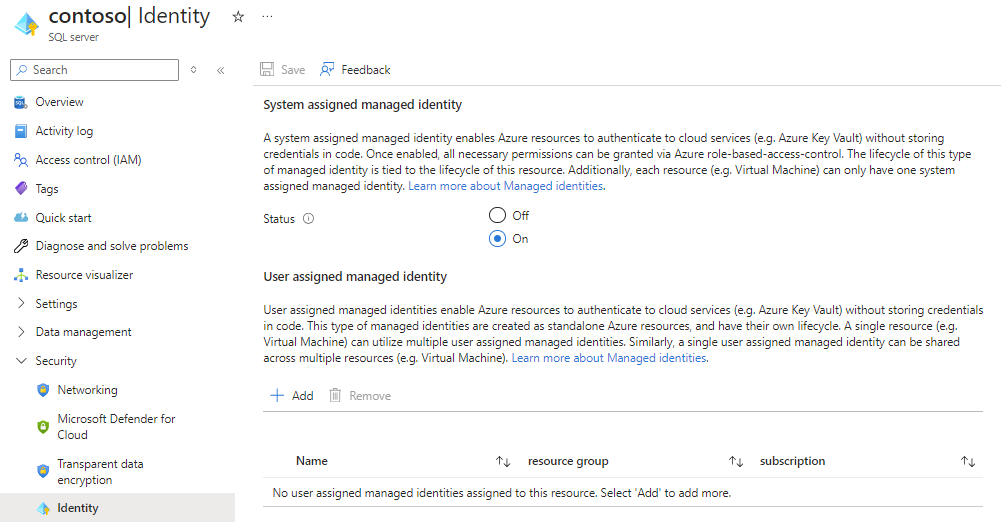 contoso| Identity
SQL server
Search
Overview
Activity log
Access control (IAM)
Tags
Quick start
Diagnose and solve problems
Resource visualizer
Settings
Data management
Security
Networking
Microsoft Defender for
Cloud
Transparent data
encryption
Identity
Save
Feedback
System assigned managed identity
A system assigned managed identity enables Azure resources to authenticate to cloud services (e.g. Azure Key Vault) without storing
credentials in code. Once enabled, all necessary permissions can be granted via Azure role-based-access-control. The lifecycle of this type
of managed identity is tied to the lifecycle of this resource. Additionally, each resource (e.g. Virtual Machine) can only have one system
assigned managed identity. Learn more about Managed identities.
Status
Off
On
User assigned managed identity
User assigned managed identities enable Azure resources to authenticate to cloud services (e.g. Azure Key Vault) without storing credentials
in code. This type of managed identities are created as standalone Azure resources, and have their own lifecycle. A single resource (e.g.
Virtual Machine) can utilize multiple user assigned managed identities. Similarly, a single user assigned managed identity can be shared
across multiple resources (e.g. Virtual Machine). Learn more about Managed identities.
Add
Remove
Name
resource group
subscription
No user assigned managed identities assigned to this resource. Select 'Add' to add more.